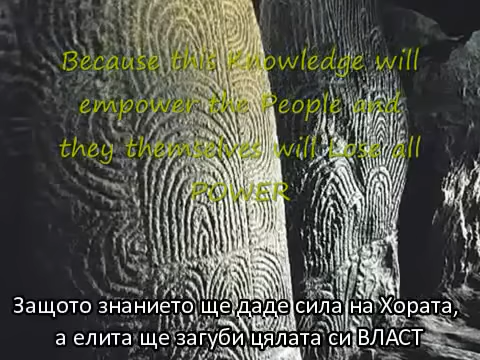 Because this Knowledge will
empower the People and
they themselves will Lose all
POWER
Защото знанието ще даде сила на Хората,
а елита ще загуби цялата си ВЛАСТ